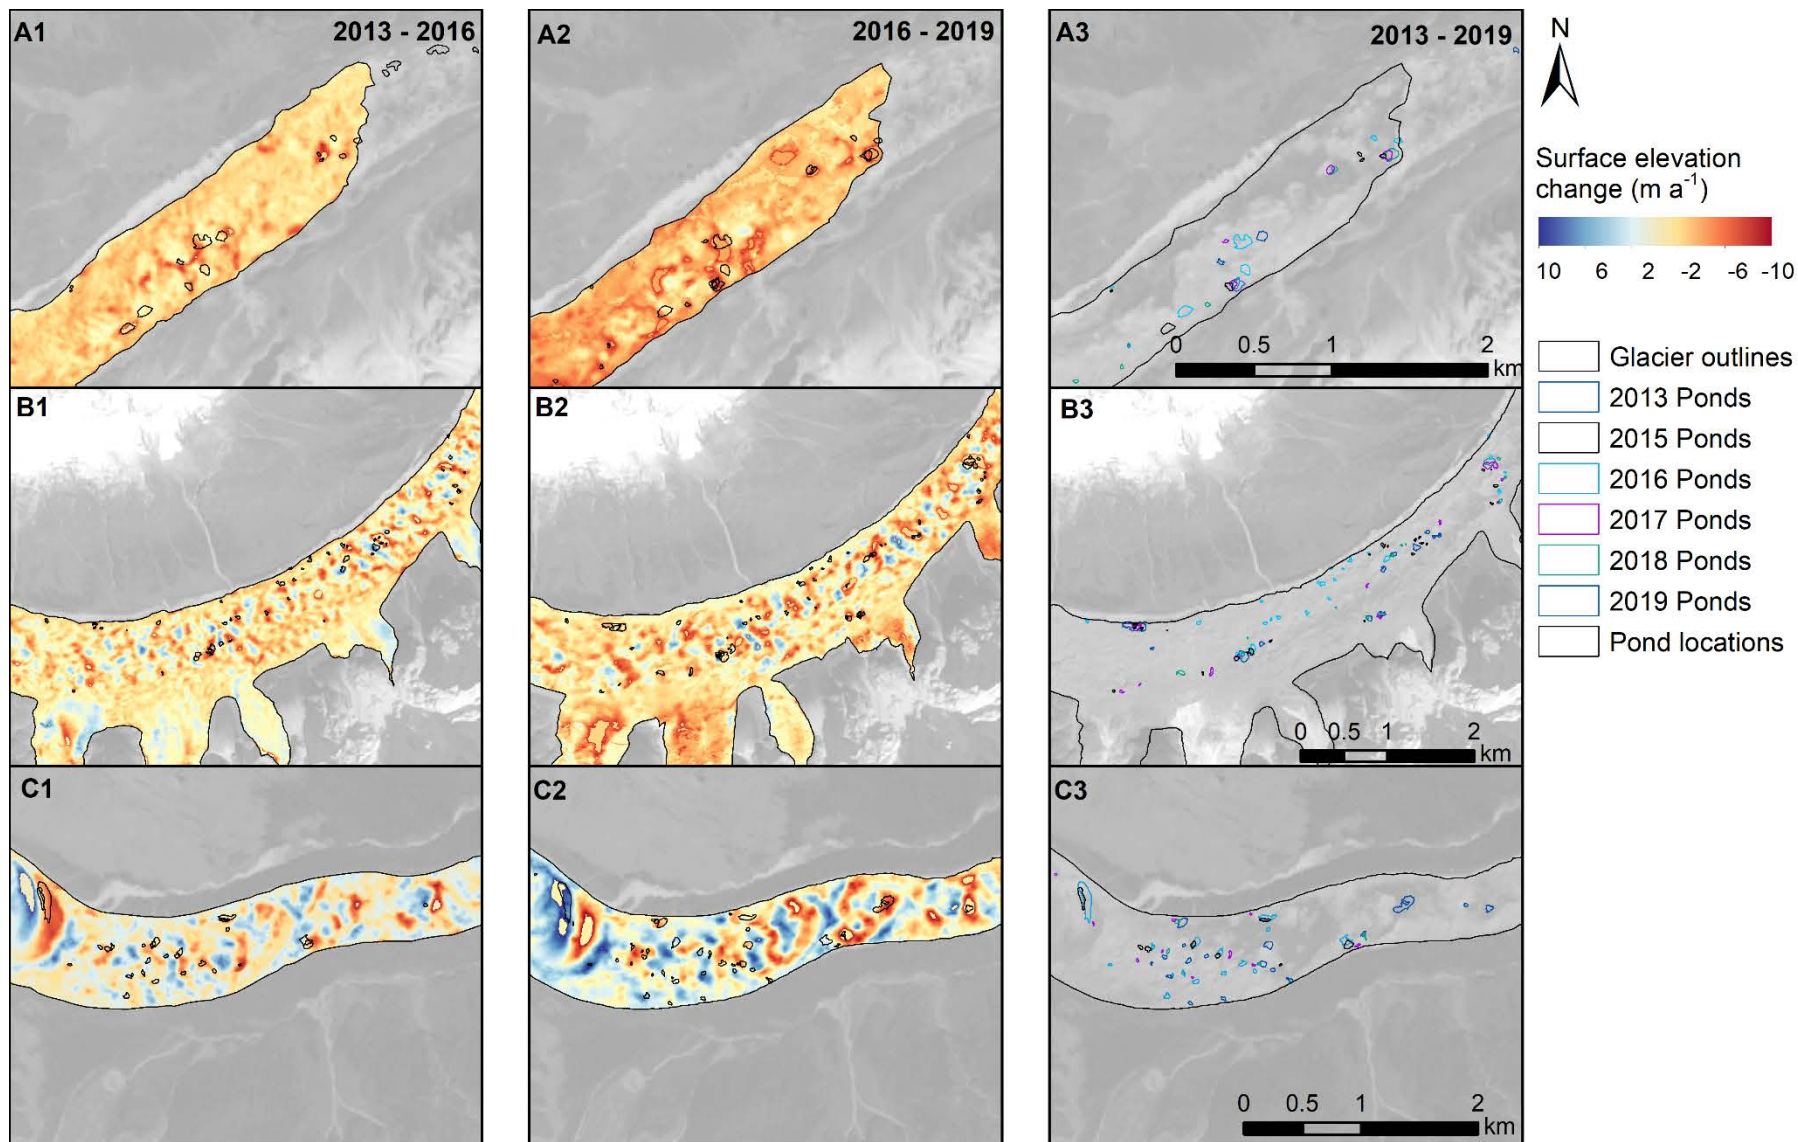 A1
2013 - 2016
A2
2016 - 2019
A3
2013 - 2019
0
0.5
1
2
km
B1
B2
B3
0 0.5 1
2
km
C1
C2
C3
0
0.5
1
2
km
N
Surface elevation
change (m a⁻¹)
10 6 2 -2 -6 -10
Glacier outlines
2013 Ponds
2015 Ponds
2016 Ponds
2017 Ponds
2018 Ponds
2019 Ponds
Pond locations